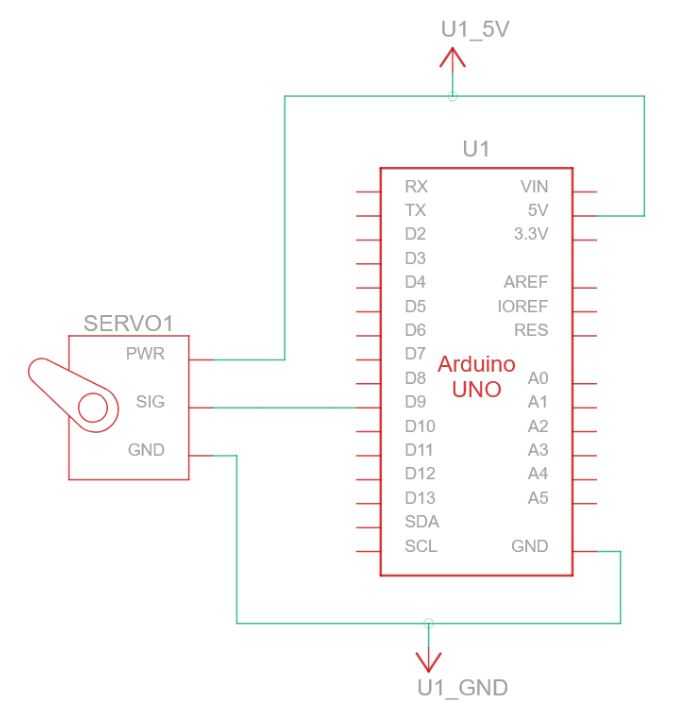 U1_5V
U1
RX VIN
TX 5V
D2 3.3V
D3
D4 AREF
D5 IOREF
D6 RES
D7
Arduino
UNO
D8 A0
D9 A1
D10 A2
D11 A3
D12 A4
D13 A5
SDA
SCL GND
SERVO1
PWR
SIG
GND
U1_GND